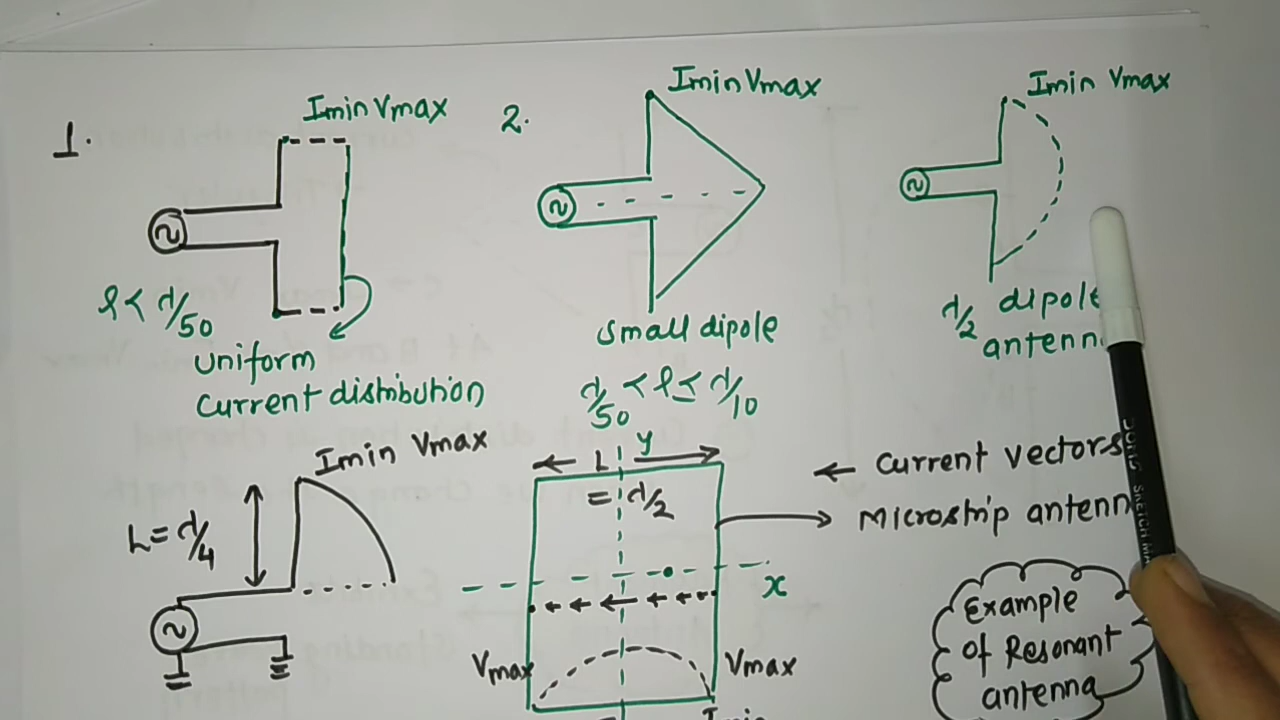 1.
Imin Vmax
l < λ/50
uniform
current distribution
2.
Imin Vmax
small dipole
λ/50 < l ≤ λ/10
Imin Vmax
λ/2 dipole
antenn
L = λ/4
Imin Vmax
y
L
= λ/2
x
Vmax
Vmax
Imin
← current vectors
Microstrip antenn
Example
of Resonant
antenna